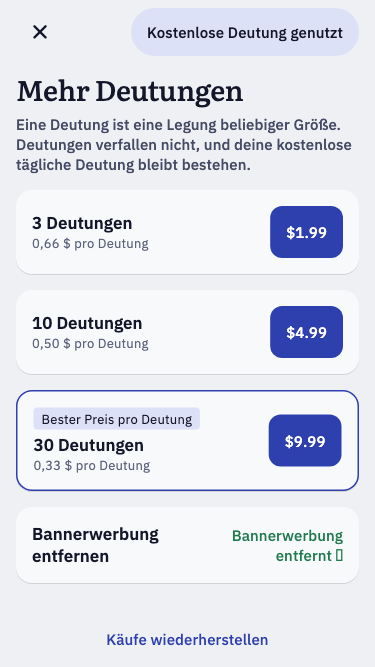 Kostenlose Deutung genutzt
Mehr Deutungen
Eine Deutung ist eine Legung beliebiger Größe.
Deutungen verfallen nicht, und deine kostenlose
tägliche Deutung bleibt bestehen.
3 Deutungen
0,66 $ pro Deutung
$1.99
10 Deutungen
0,50 $ pro Deutung
$4.99
Bester Preis pro Deutung
30 Deutungen
0,33 $ pro Deutung
$9.99
Bannerwerbung
entfernen
Bannerwerbung
entfernt
Käufe wiederherstellen